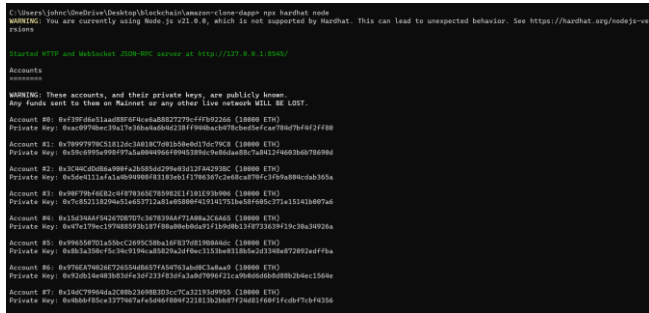 C:\Users\johnc\OneDrive\Desktop\blockchain\amazon-clone-dapp> npx hardhat node
WARNING: You are currently using Node.js v21.0.0, which is not supported by Hardhat. This can lead to unexpected behavior. See https://hardhat.org/nodejs-ve
rsions
Started HTTP and WebSocket JSON-RPC server at http://127.0.0.1:8545/
Accounts
========
WARNING: These accounts, and their private keys, are publicly known.
Any funds sent to them on Mainnet or any other live network WILL BE LOST.
Account #0: 0xf39Fd6e51aad88F6F4ce6aB8827279cffFb92266 (10000 ETH)
Private Key: 0xac0974bec39a17e36ba4a6b4d238ff944bacb478cbed5efcae784d7bf4f2ff80
Account #1: 0x70997970C51812dc3A010C7d01b50e0d17dc79C8 (10000 ETH)
Private Key: 0x59c6995e998f97a5a0044966f0945389dc9e86dae88c7a8412f4603b6b78690d
Account #2: 0x3C44CdDdB6a900fa2b585dd299e03d12FA4293BC (10000 ETH)
Private Key: 0x5de4111afa1a4b94908f83103eb1f1706367c2e68ca870fc3fb9a804cdab365a
Account #3: 0x90F79bf6EB2c4f870365E785982E1f101E93b906 (10000 ETH)
Private Key: 0x7c852118294e51e653712a81e05800f419141751be58f605c371e15141b007a6
Account #4: 0x15d34AAf54267DB7D7c367839AAf71A00a2C6A65 (10000 ETH)
Private Key: 0x47e179ec197488593b187f80a00eb0da91f1b9d0b13f8733639f19c30a34926a
Account #5: 0x9965507D1a55bcC2695C58ba16FB37d819B0A4dc (10000 ETH)
Private Key: 0x8b3a350cf5c34c9194ca85829a2df0ec3153be0318b5e2d3348e872092edffba
Account #6: 0x976EA74026E726554dB657fA54763abd0C3a0aa9 (10000 ETH)
Private Key: 0x92db14e403b83dfe3df233f83dfa3a0d7096f21ca9b0d6d6b8d88b2b4ec1564e
Account #7: 0x14dC79964da2C08b23698B3D3cc7Ca32193d9955 (10000 ETH)
Private Key: 0x4bbbf85ce3377467afe5d46f804f221813b2bb87f24d81f60f1fcdbf7cbf4356